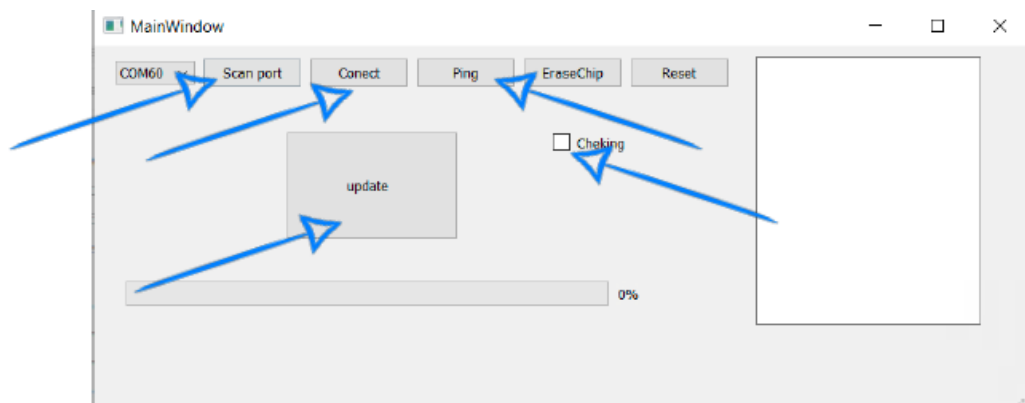 MainWindow
COM60 Scan port Conect Ping EraseChip Reset
Cheking
update
0%